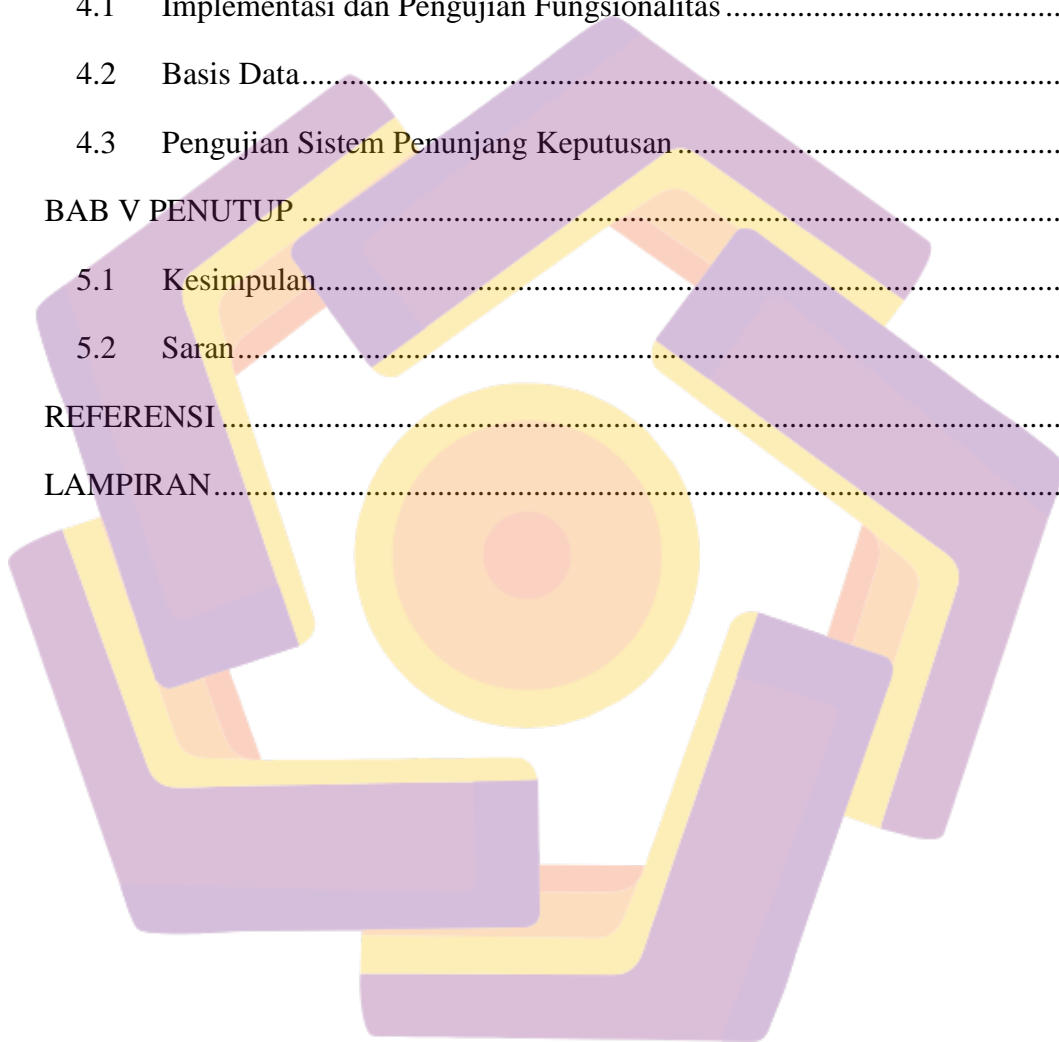 4.1 Implementasi dan Pengujian Fungsionalitas ........................................
4.2 Basis Data ........................................
4.3 Pengujian Sistem Penunjang Keputusan ........................................
BAB V PENUTUP ........................................
5.1 Kesimpulan ........................................
5.2 Saran ........................................
REFERENSI ........................................
LAMPIRAN ........................................